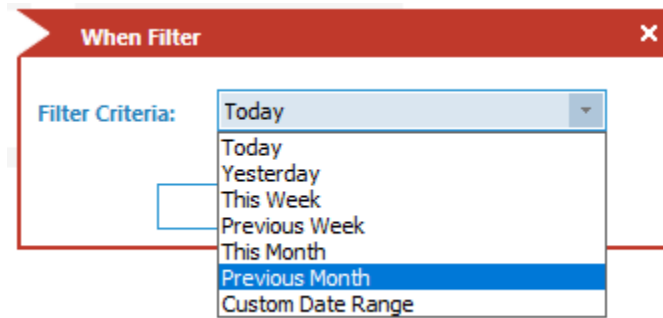 When Filter
Filter Criteria: Today
Today
Yesterday
This Week
Previous Week
This Month
Previous Month
Custom Date Range